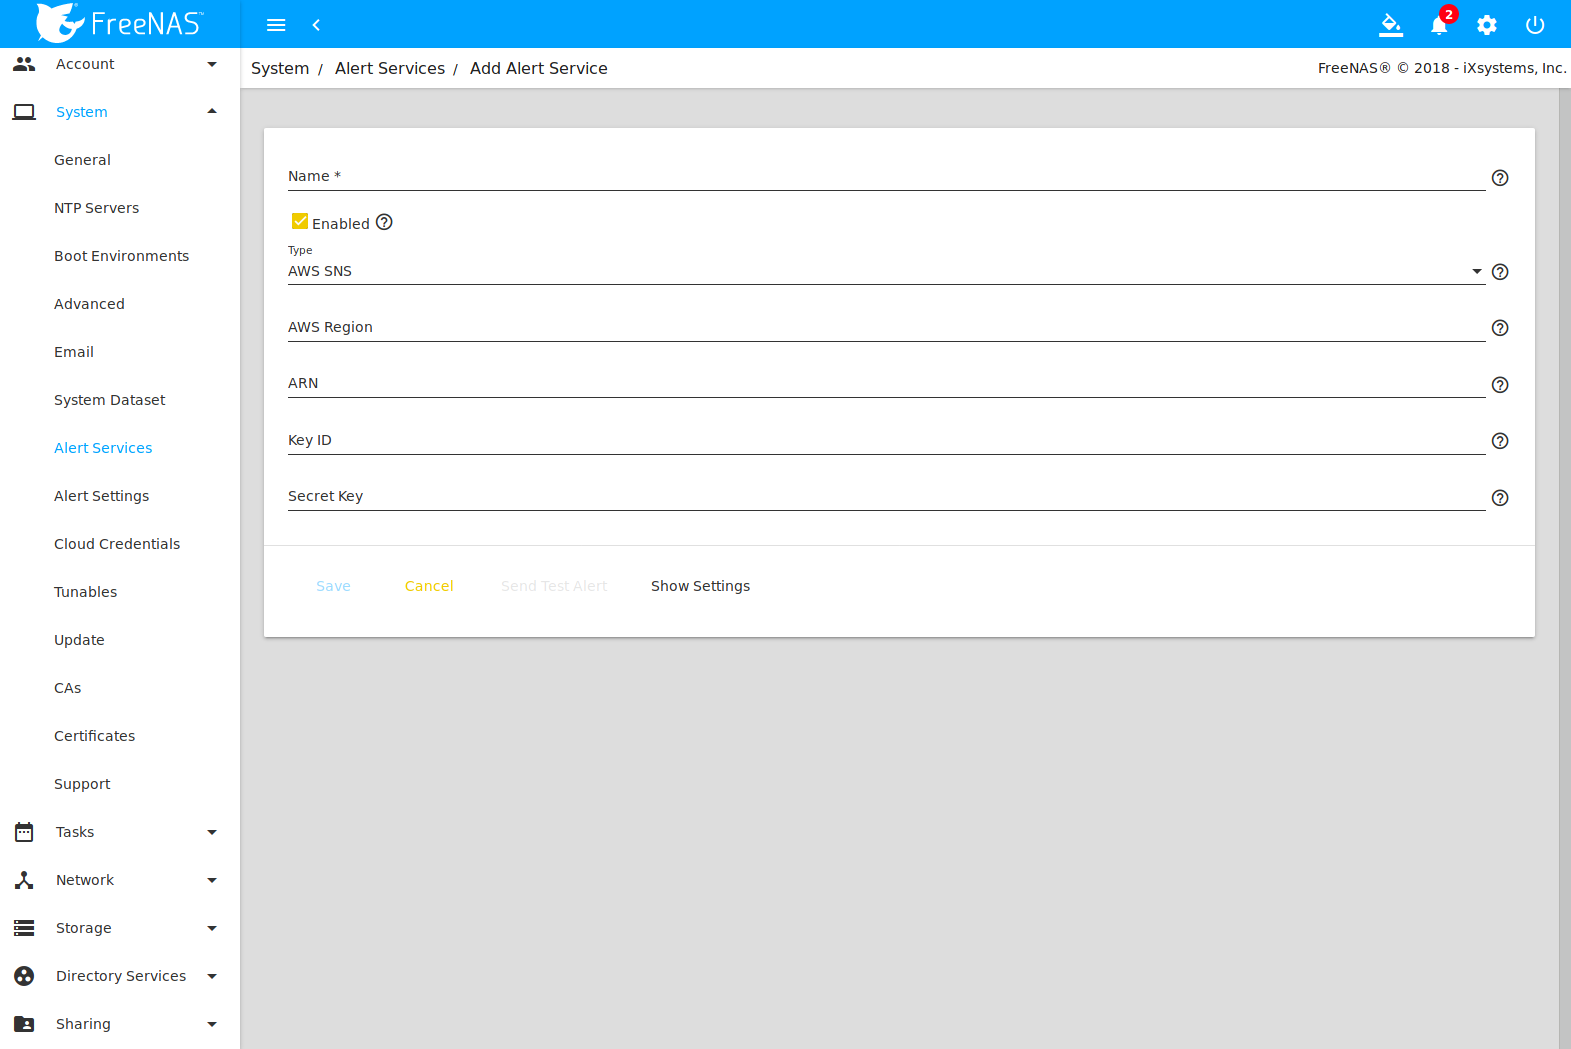 FreeNAS™
2
System / Alert Services / Add Alert Service
FreeNAS® © 2018 - iXsystems, Inc.
Account
System
General
NTP Servers
Boot Environments
Advanced
Email
System Dataset
Alert Services
Alert Settings
Cloud Credentials
Tunables
Update
CAs
Certificates
Support
Tasks
Network
Storage
Directory Services
Sharing
Name *
Enabled
Type
AWS SNS
AWS Region
ARN
Key ID
Secret Key
Save Cancel Send Test Alert Show Settings